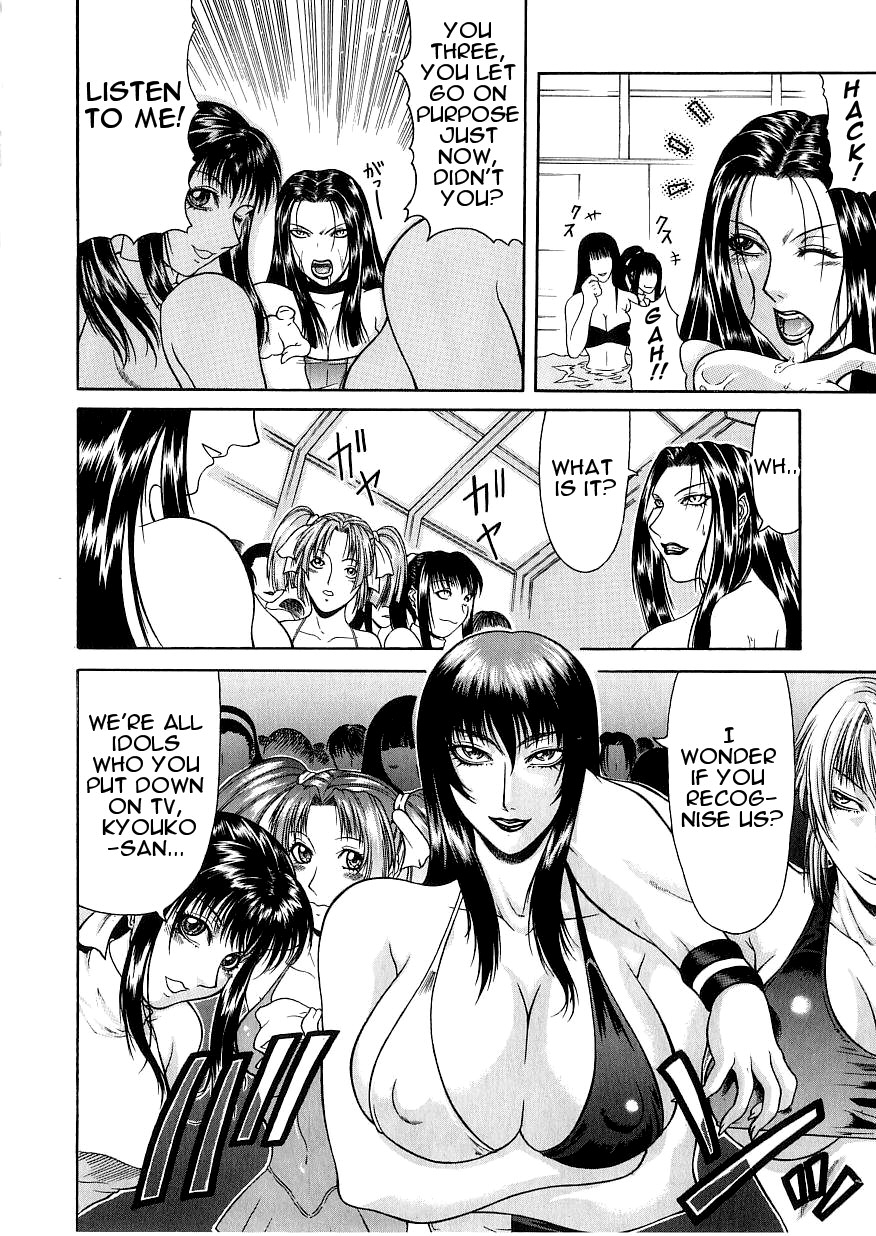 HACK!
クス
クス
GAH!!
YOU
THREE,
YOU LET
GO ON
PURPOSE
JUST
NOW,
DIDN'T
YOU?
がっー
LISTEN
TO ME!
WH..
WHAT
IS IT?
ガヤ
ガヤ
I
WONDER
IF YOU
RECOG-
NISE US?
WE'RE ALL
IDOLS
WHO YOU
PUT DOWN
ON TV,
KYOUKO
-SAN...